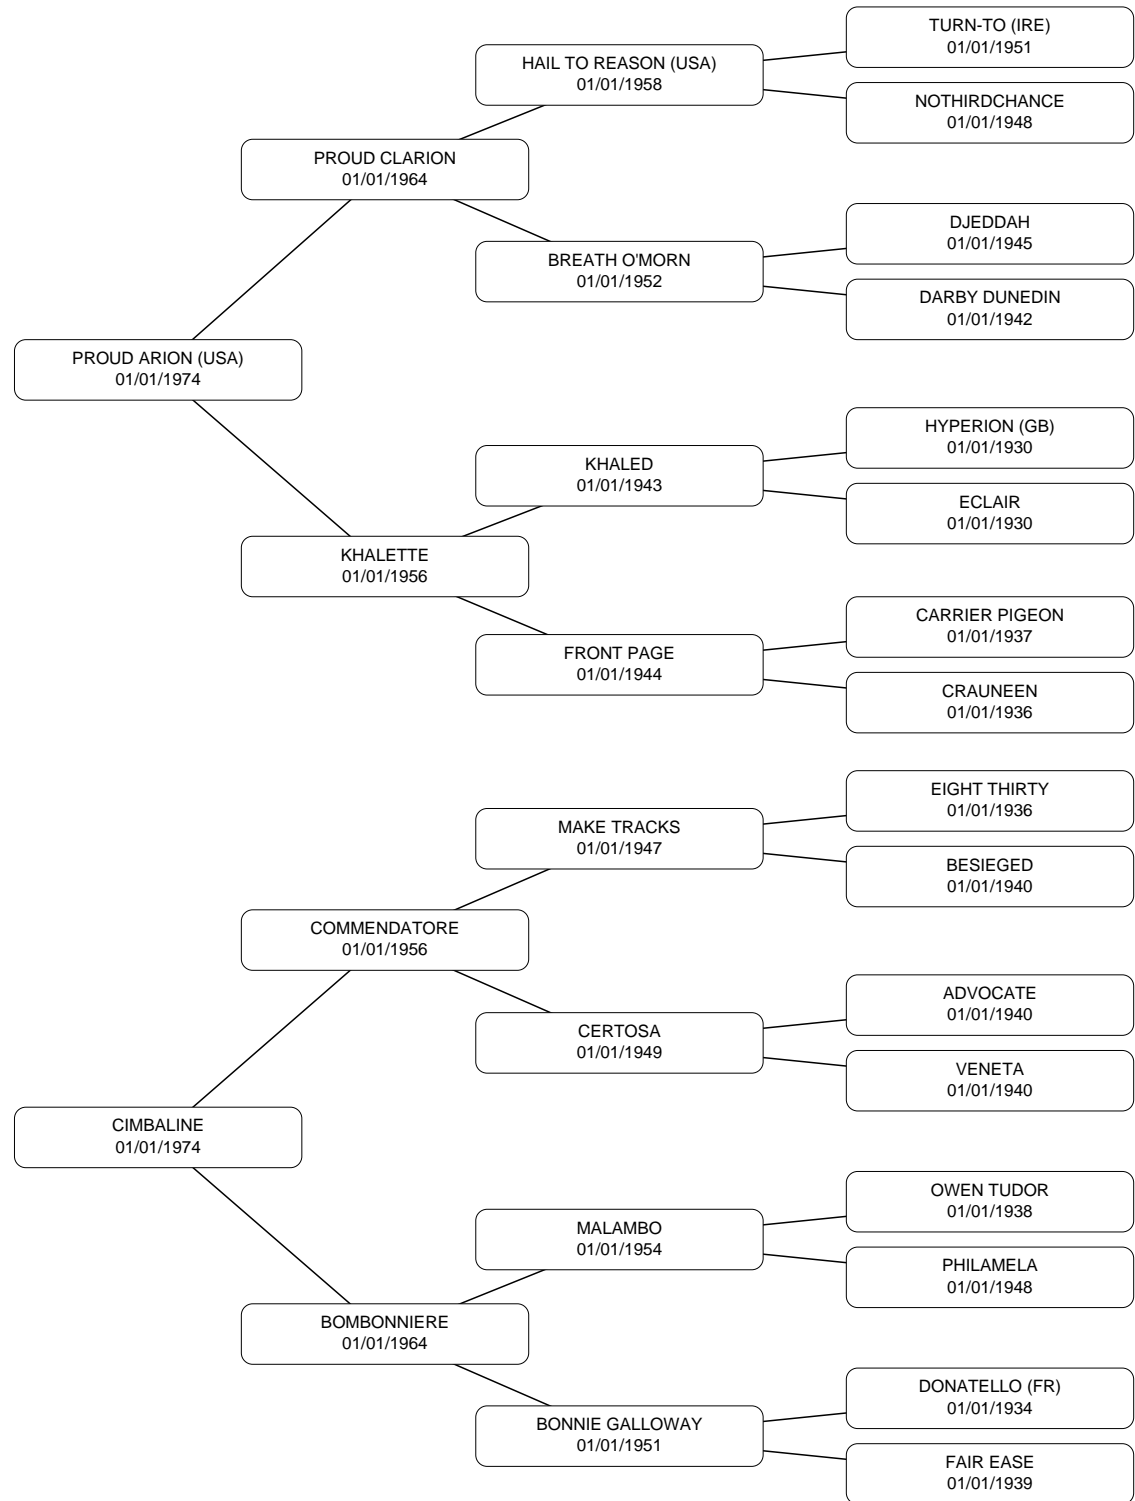 TURN-TO (IRE)
01/01/1951
HAIL TO REASON (USA)
01/01/1958
NOTHIRDCHANCE
01/01/1948
PROUD CLARION
01/01/1964
DJEDDAH
01/01/1945
BREATH O'MORN
01/01/1952
DARBY DUNEDIN
01/01/1942
PROUD ARION (USA)
01/01/1974
HYPERION (GB)
01/01/1930
KHALED
01/01/1943
ECLAIR
01/01/1930
KHALETTE
01/01/1956
CARRIER PIGEON
01/01/1937
FRONT PAGE
01/01/1944
CRAUNEEN
01/01/1936
EIGHT THIRTY
01/01/1936
MAKE TRACKS
01/01/1947
BESIEGED
01/01/1940
COMMENDATORE
01/01/1956
ADVOCATE
01/01/1940
CERTOSA
01/01/1949
VENETA
01/01/1940
CIMBALINE
01/01/1974
OWEN TUDOR
01/01/1938
MALAMBO
01/01/1954
PHILAMELA
01/01/1948
BOMBONNIERE
01/01/1964
DONATELLO (FR)
01/01/1934
BONNIE GALLOWAY
01/01/1951
FAIR EASE
01/01/1939